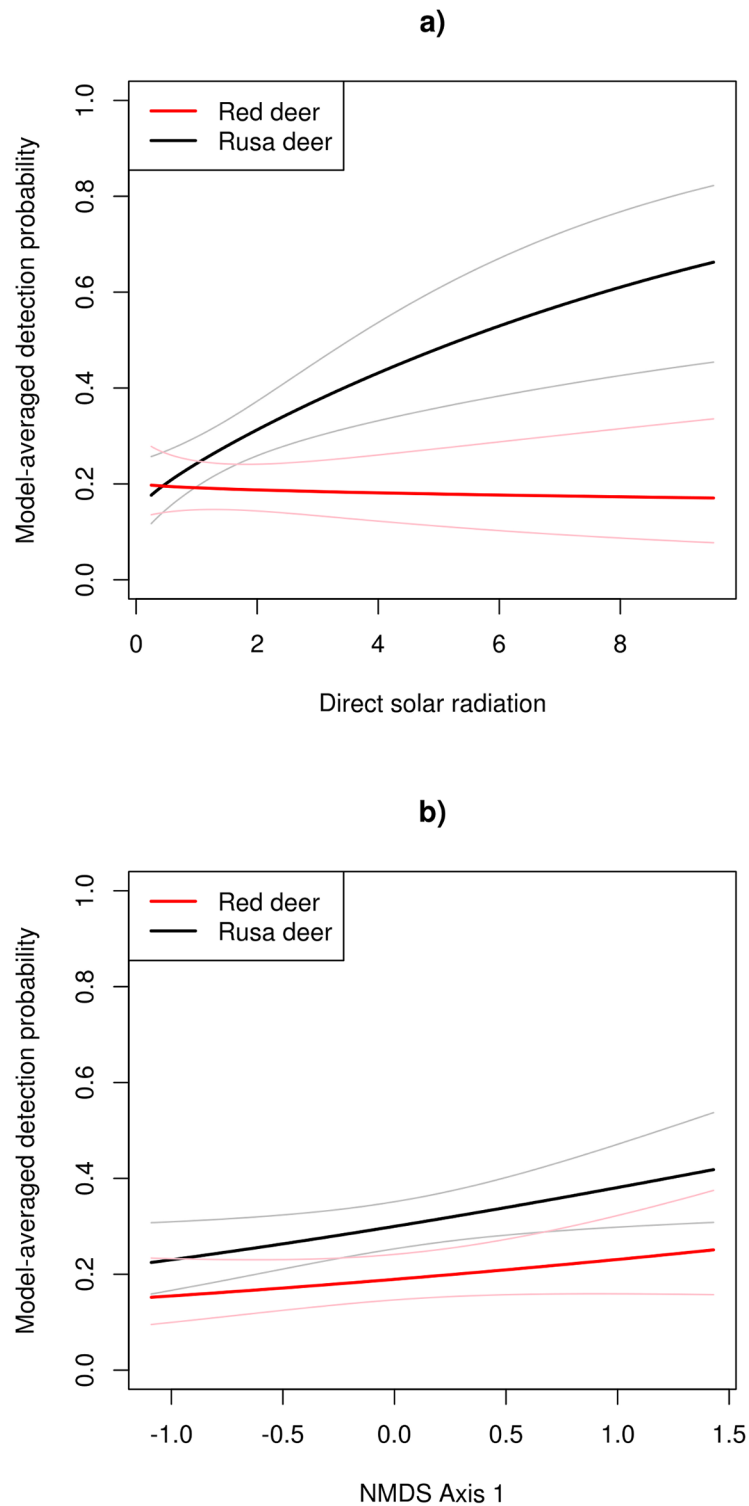 a)
Red deer
Rusa deer
Model-averaged detection probability
1.0
0.8
0.6
0.4
0.2
0.0
0 2 4 6 8
Direct solar radiation
b)
Red deer
Rusa deer
Model-averaged detection probability
1.0
0.8
0.6
0.4
0.2
0.0
-1.0 -0.5 0.0 0.5 1.0 1.5
NMDS Axis 1